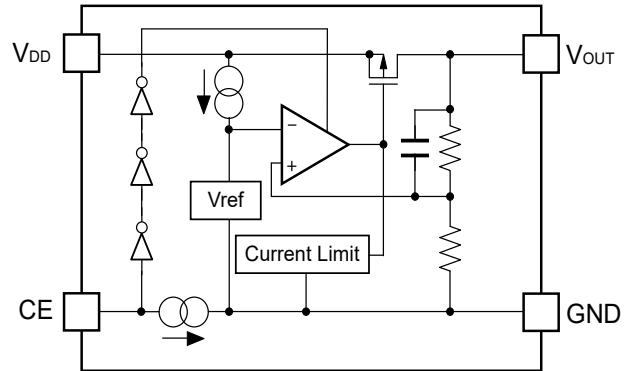 VDD
VOUT
−
+
Vref
Current Limit
CE
GND